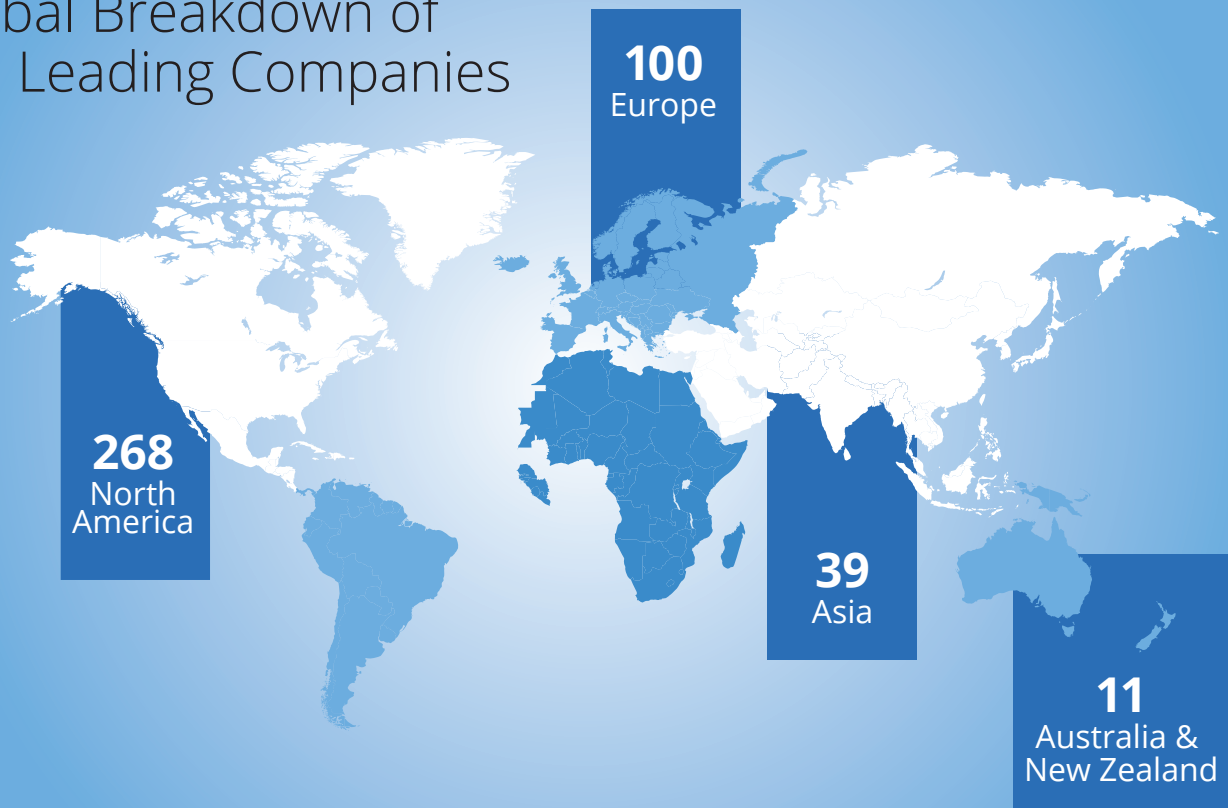 bal Breakdown of
Leading Companies
100
Europe
268
North
America
39
Asia
11
Australia &
New Zealand